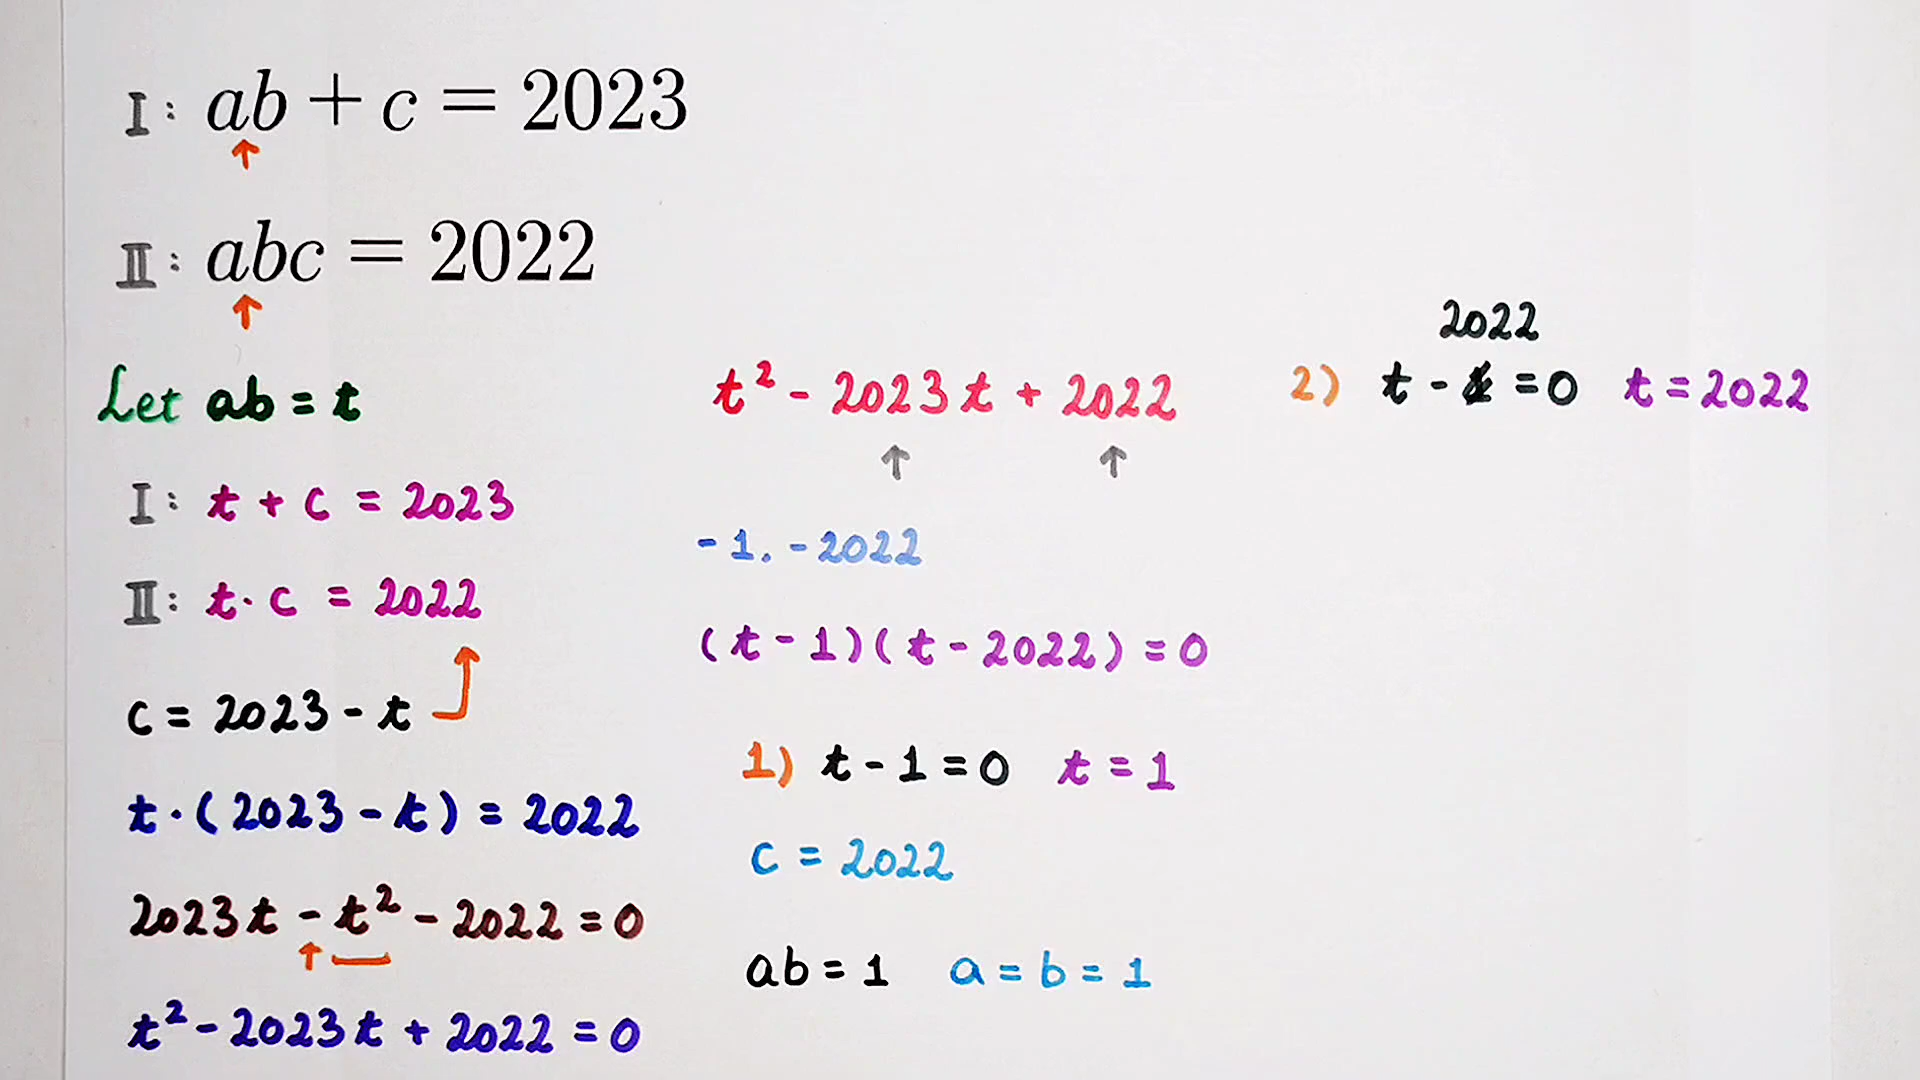 I: ab + c = 2023
II: abc = 2022
Let ab = t
I: t + c = 2023
II: t · c = 2022
c = 2023 - t
t · (2023 - t) = 2022
2023t - t² - 2022 = 0
t² - 2023t + 2022 = 0
t² - 2023t + 2022
-1. -2022
(t - 1)(t - 2022) = 0
1) t - 1 = 0 t = 1
c = 2022
ab = 1 a = b = 1
2022
2) t - = 0 t = 2022